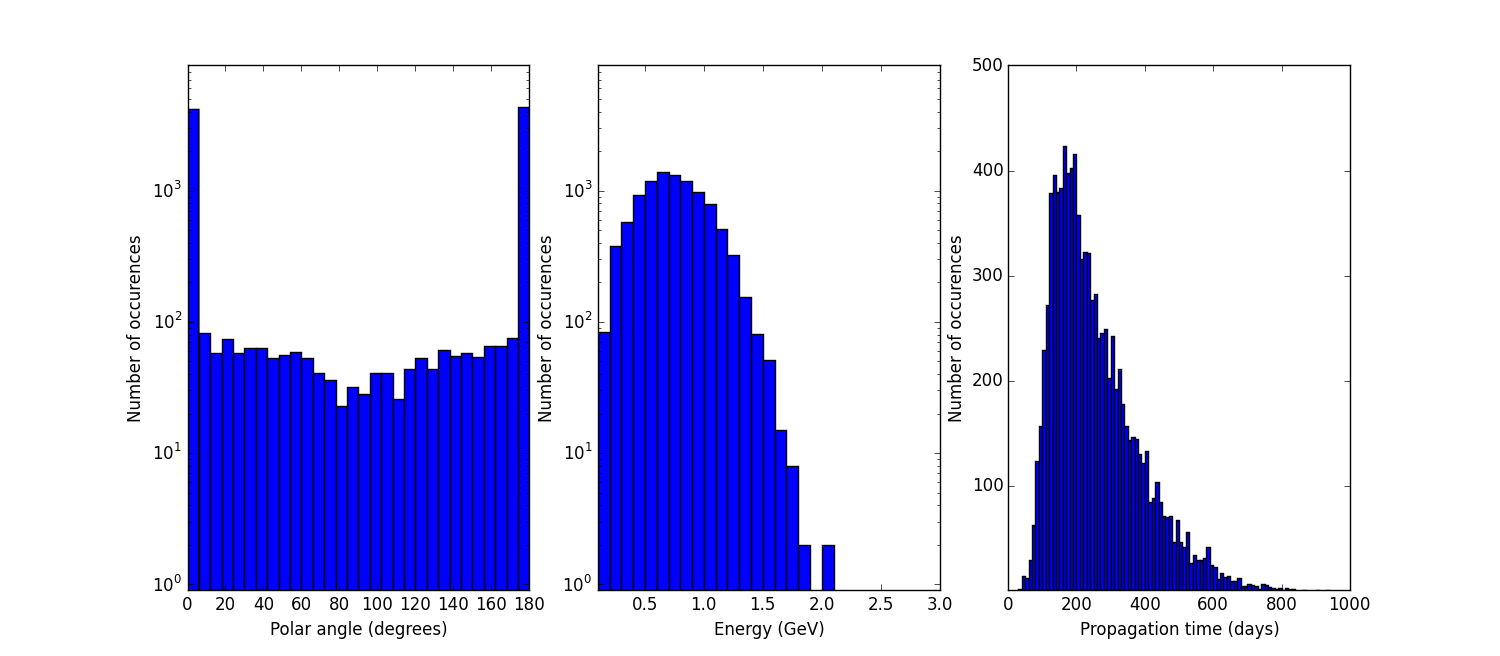 Number of occurences
10^3
10^2
10^1
10^0
0 20 40 60 80 100 120 140 160 180
Polar angle (degrees)
Number of occurences
10^3
10^2
10^1
10^0
0.5 1.0 1.5 2.0 2.5 3.0
Energy (GeV)
Number of occurences
500
400
300
200
100
0 200 400 600 800 1000
Propagation time (days)